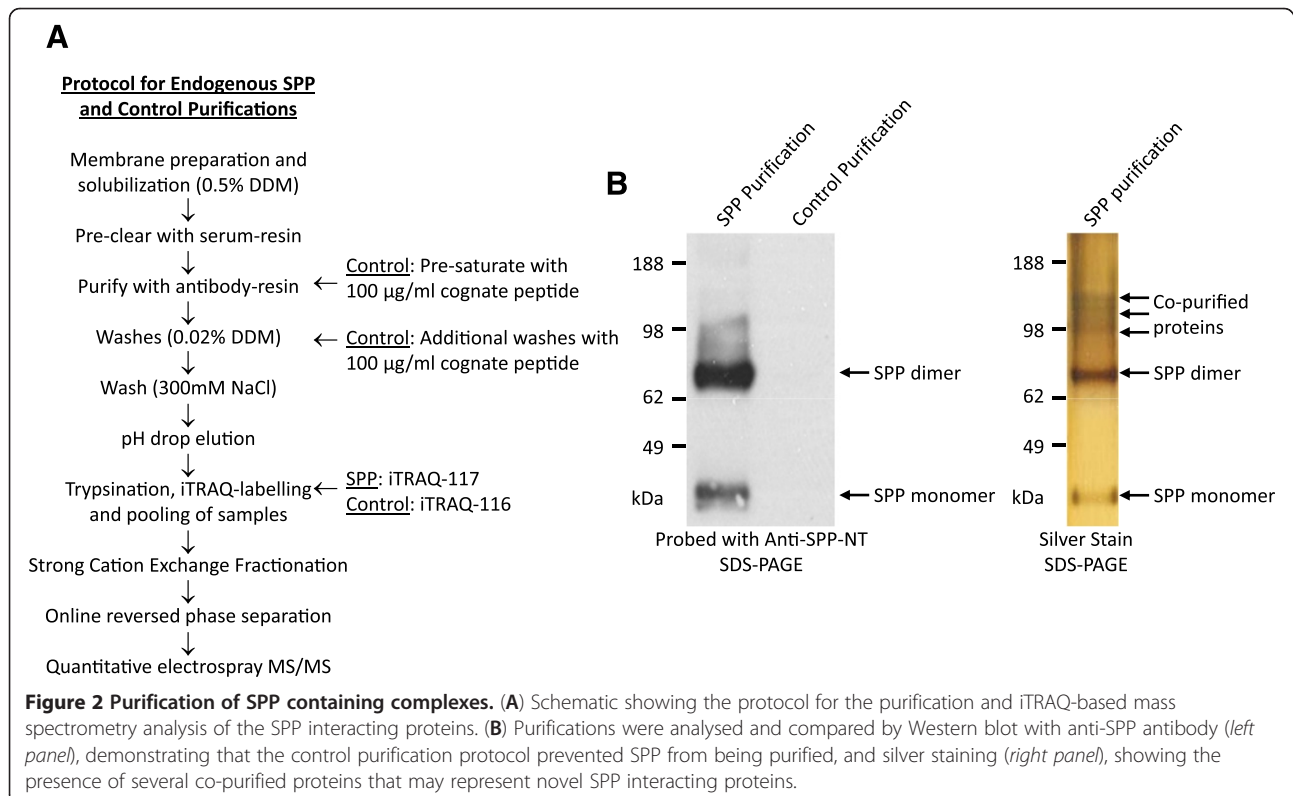 A
Protocol for Endogenous SPP
and Control Purifications
Membrane preparation and
solubilization (0.5% DDM)
↓
Pre-clear with serum-resin
↓
Purify with antibody-resin
← Control: Pre-saturate with
100 µg/ml cognate peptide
↓
Washes (0.02% DDM)
← Control: Additional washes with
100 µg/ml cognate peptide
↓
Wash (300mM NaCl)
↓
pH drop elution
↓
Trypsination, iTRAQ-labelling
and pooling of samples
← SPP: iTRAQ-117
Control: iTRAQ-116
↓
Strong Cation Exchange Fractionation
↓
Online reversed phase separation
↓
Quantitative electrospray MS/MS
B
SPP Purification
Control Purification
188
98
62
49
kDa
SPP dimer
SPP monomer
Probed with Anti-SPP-NT
SDS-PAGE
SPP purification
188
98
62
49
kDa
Co-purified
proteins
SPP dimer
SPP monomer
Silver Stain
SDS-PAGE
Figure 2 Purification of SPP containing complexes. (A) Schematic showing the protocol for the purification and iTRAQ-based mass
spectrometry analysis of the SPP interacting proteins. (B) Purifications were analysed and compared by Western blot with anti-SPP antibody (left
panel), demonstrating that the control purification protocol prevented SPP from being purified, and silver staining (right panel), showing the
presence of several co-purified proteins that may represent novel SPP interacting proteins.